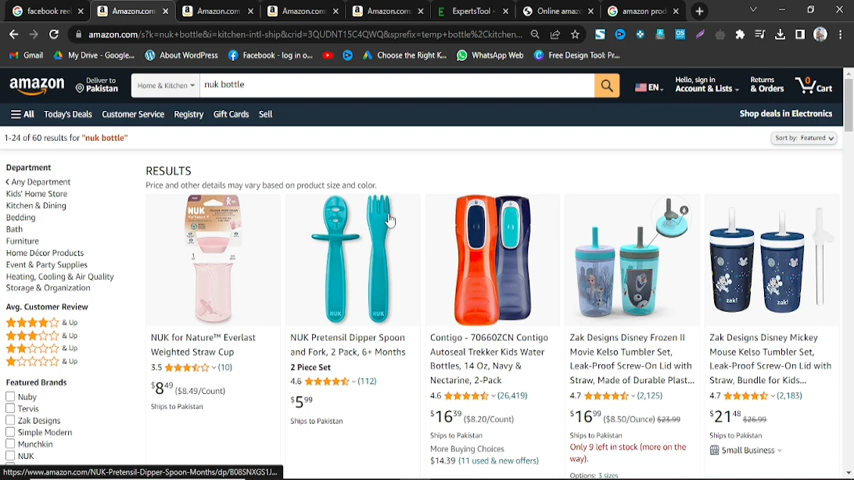 facebook ree
Amazon.com
Amazon.com
Amazon.com
Amazon.com
ExpertsTool
Online amaz
amazon prod
amazon.com/s?k=nuk+bottle&i=kitchen-intl-ship&crid=3QUDNT15C4QWQ&sprefix=temp+bottle%2Ckitchen...
Gmail
My Drive - Google...
About WordPress
Facebook - log in o...
Choose the Right K...
WhatsApp Web
Free Design Tool: Pr...
amazon
Deliver to
Pakistan
Home & Kitchen
nuk bottle
EN
Hello, sign in
Account & Lists
Returns
& Orders
0
Cart
All
Today's Deals
Customer Service
Registry
Gift Cards
Sell
Shop deals in Electronics
1-24 of 60 results for "nuk bottle"
Sort by: Featured
Department
Any Department
Kids' Home Store
Kitchen & Dining
Bedding
Bath
Furniture
Home Décor Products
Event & Party Supplies
Heating, Cooling & Air Quality
Storage & Organization
Avg. Customer Review
& Up
& Up
& Up
& Up
Featured Brands
Nuby
Tervis
Zak Designs
Simple Modern
Munchkin
NUK
RESULTS
Price and other details may vary based on product size and color.
NUK
NUK
NUK
zak!
zak!
NUK for Nature™ Everlast
Weighted Straw Cup
3.5 (10)
$8.49 ($8.49/Count)
Ships to Pakistan
NUK Pretensil Dipper Spoon
and Fork, 2 Pack, 6+ Months
2 Piece Set
4.6 (112)
$5.99
Ships to Pakistan
Contigo - 70660ZCN Contigo
Autoseal Trekker Kids Water
Bottles, 14 Oz, Navy &
Nectarine, 2-Pack
4.6 (26,419)
$16.39 ($8.20/Count)
Ships to Pakistan
More Buying Choices
$14.39 (11 used & new offers)
Zak Designs Disney Frozen II
Movie Kelso Tumbler Set,
Leak-Proof Screw-On Lid with
Straw, Made of Durable Plast...
4.7 (2,125)
$16.99 ($8.50/Ounce) $23.99
Ships to Pakistan
Only 9 left in stock (more on the
way).
Options: 3 sizes
Zak Designs Disney Mickey
Mouse Kelso Tumbler Set,
Leak-Proof Screw-On Lid with
Straw, Bundle for Kids...
4.7 (2,183)
$21.48 $26.99
Ships to Pakistan
Small Business
https://www.amazon.com/NUK-Pretensil-Dipper-Spoon-Months/dp/B08SNXGS1J...